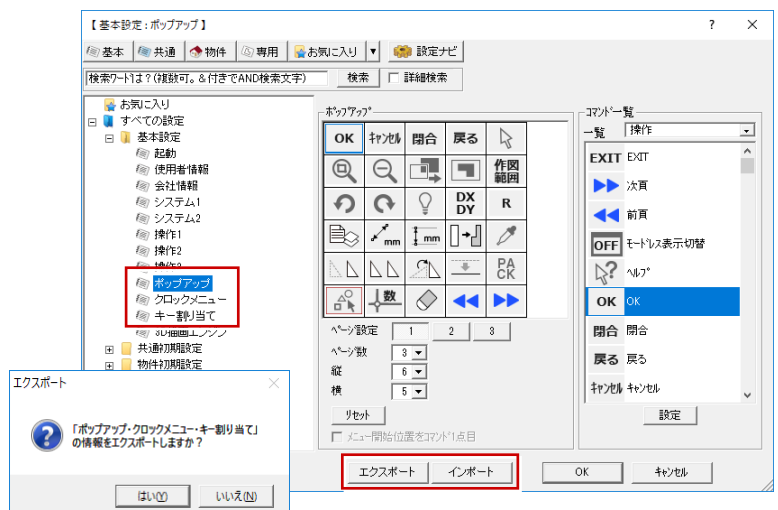 【 基本設定 : ポップアップ 】
? ×
基本 共通 物件 専用 お気に入り ▼ 設定ナビ
検索ワードは？(複数可。＆付きでAND検索文字) 検索 詳細検索
お気に入り
すべての設定
基本設定
起動
使用者情報
会社情報
システム1
システム2
操作1
操作2
ポップアップ
クロックメニュー
キー割り当て
3D描画エンジン
共通初期設定
物件初期設定
ﾎﾟｯﾌﾟｱｯﾌﾟ
OK ｷｬﾝｾﾙ 閉合 戻る
作図範囲
DX DY R
mm mm
PACK
数
ﾍﾟｰｼﾞ設定 1 2 3
ﾍﾟｰｼﾞ数 3
縦 6
横 5
ﾘｾｯﾄ
ﾒﾆｭｰ開始位置をｺﾏﾝﾄﾞ1点目
ｺﾏﾝﾄﾞ一覧
一覧 操作
EXIT EXIT
次頁
前頁
OFF ﾓｰﾄﾞﾚｽ表示切替
? ﾍﾙﾌﾟ
OK OK
閉合 閉合
戻る 戻る
ｷｬﾝｾﾙ ｷｬﾝｾﾙ
設定
エクスポート インポート OK ｷｬﾝｾﾙ
エクスポート ×
「ポップアップ・クロックメニュー・キー割り当て」
の情報をエクスポートしますか？
はい(Y) いいえ(N)